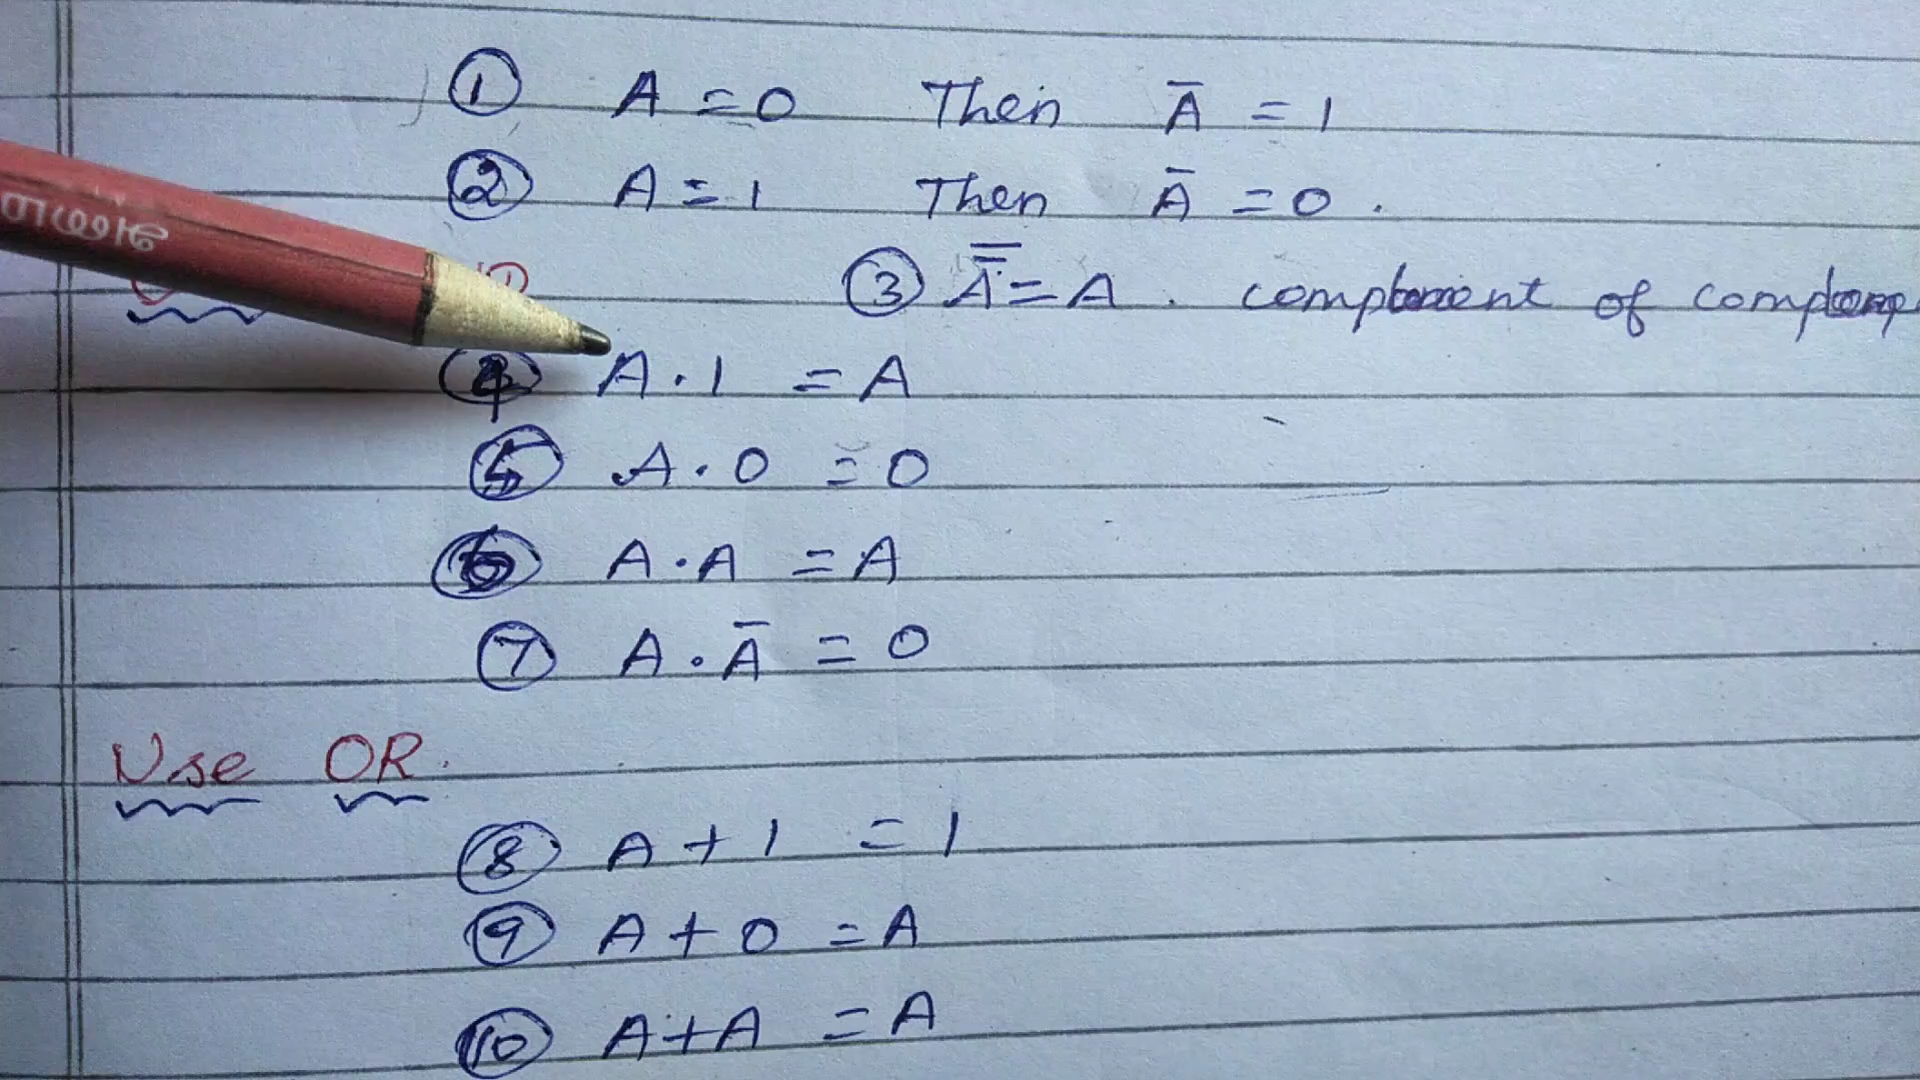 ① A = 0 Then A̅ = 1
② A = 1 Then A̅ = 0 .
③ A̿ = A . complement of
④ A · 1 = A
⑤ A · 0 = 0
⑥ A · A = A
⑦ A · A̅ = 0
Use OR.
⑧ A + 1 = 1
⑨ A + 0 = A
⑩ A + A = A